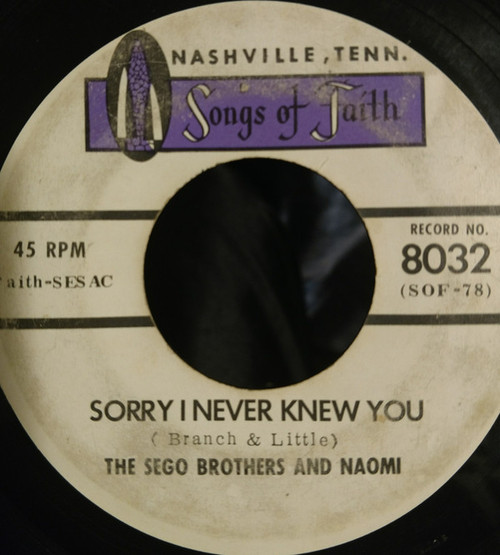 NASHVILLE, TENN.
Songs of Faith
45 RPM
aith-SESAC
RECORD NO.
8032
(SOF-78)
SORRY I NEVER KNEW YOU
( Branch & Little)
THE SEGO BROTHERS AND NAOMI